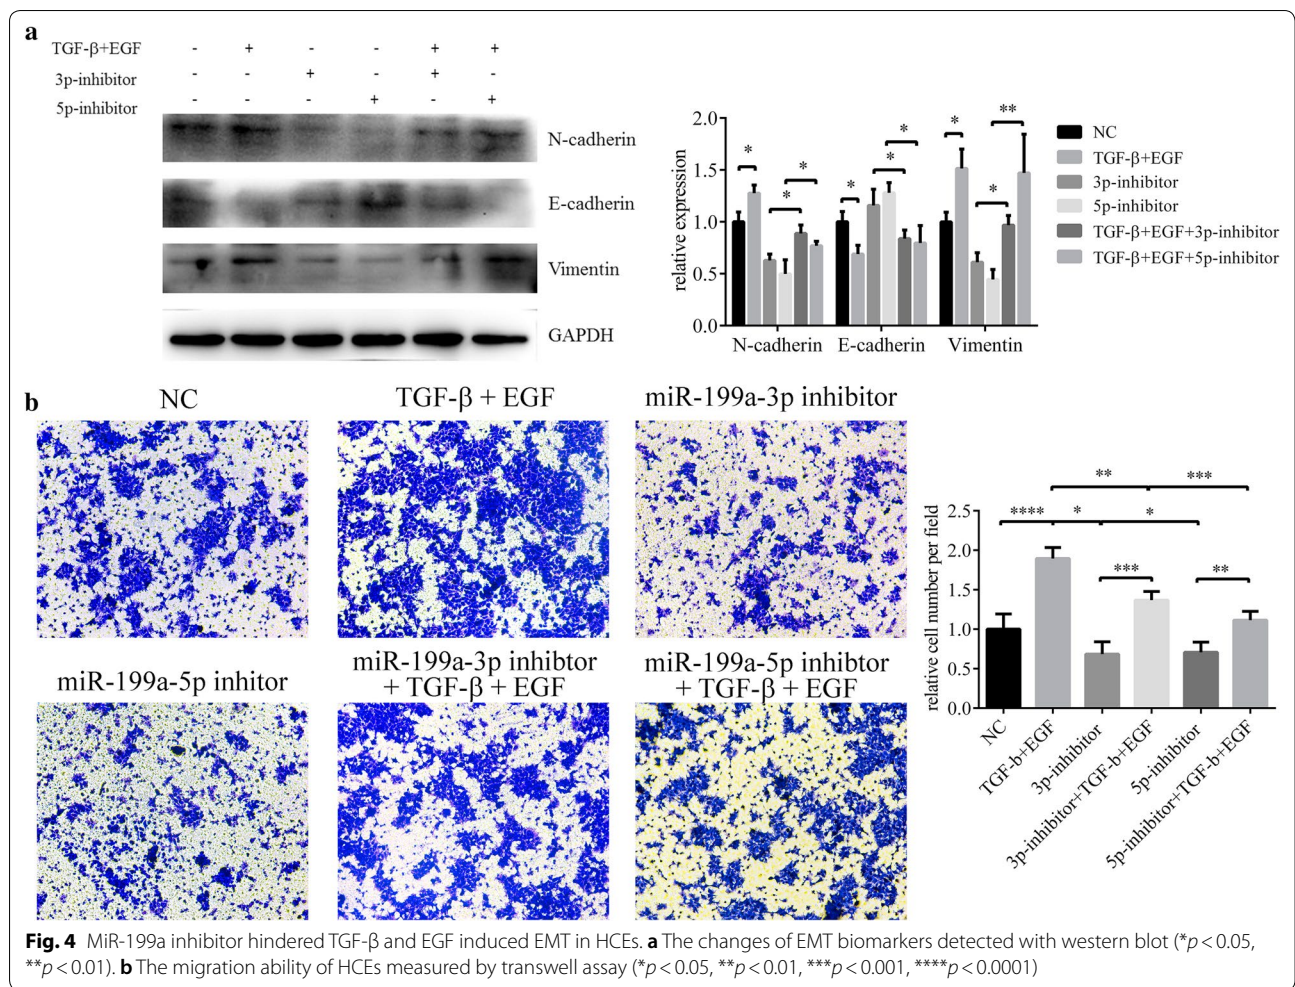 a
TGF-β+EGF - + - - + +
3p-inhibitor - - + - + -
5p-inhibitor - - - + - +
N-cadherin
E-cadherin
Vimentin
GAPDH
relative expression
2.0
1.5
1.0
0.5
0.0
* * * * * * * * **
N-cadherin E-cadherin Vimentin
NC
TGF-β+EGF
3p-inhibitor
5p-inhibitor
TGF-β+EGF+3p-inhibitor
TGF-β+EGF+5p-inhibitor
b
NC
TGF-β + EGF
miR-199a-3p inhibitor
miR-199a-5p inhitor
miR-199a-3p inhibtor
+ TGF-β + EGF
miR-199a-5p inhibtor
+ TGF-β + EGF
relative cell number per field
2.5
2.0
1.5
1.0
0.5
0.0
** ***
**** * *
*** **
NC
TGF-b+EGF
3p-inhibitor
3p-inhibitor+TGF-b+EGF
5p-inhibitor
5p-inhibitor+TGF-b+EGF
Fig. 4 MiR-199a inhibitor hindered TGF-β and EGF induced EMT in HCEs. a The changes of EMT biomarkers detected with western blot (*p < 0.05,
**p < 0.01). b The migration ability of HCEs measured by transwell assay (*p < 0.05, **p < 0.01, ***p < 0.001, ****p < 0.0001)